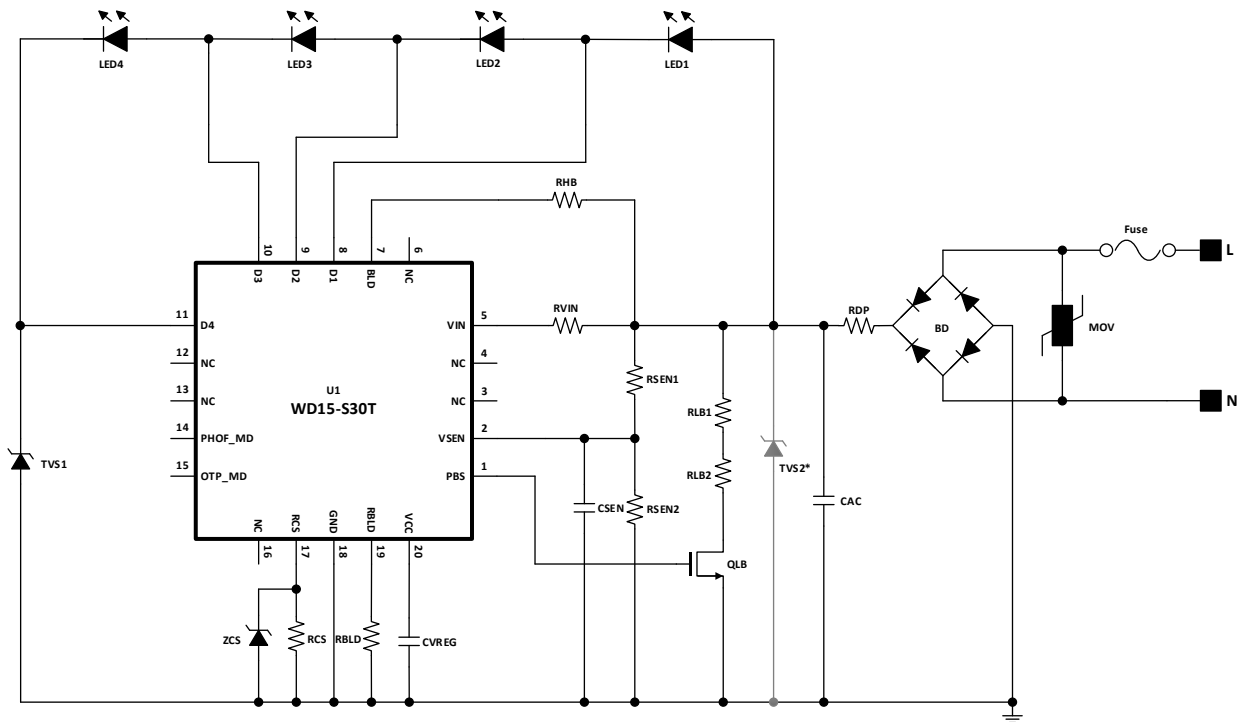 LED4
LED3
LED2
LED1
RHB
Fuse
L
10
9
8
7
6
D3
D2
D1
BLD
NC
11
D4
VIN
5
RVIN
RDP
BD
MOV
12
NC
NC
4
RSEN1
13
NC
U1
WD15-S30T
NC
3
RLB1
N
14
PHOF_MD
VSEN
2
TVS1
15
OTP_MD
PBS
1
RLB2
TVS2*
CSEN
RSEN2
CAC
NC
RCS
GND
RBLD
VCC
16
17
18
19
20
QLB
ZCS
RCS
RBLD
CVREG